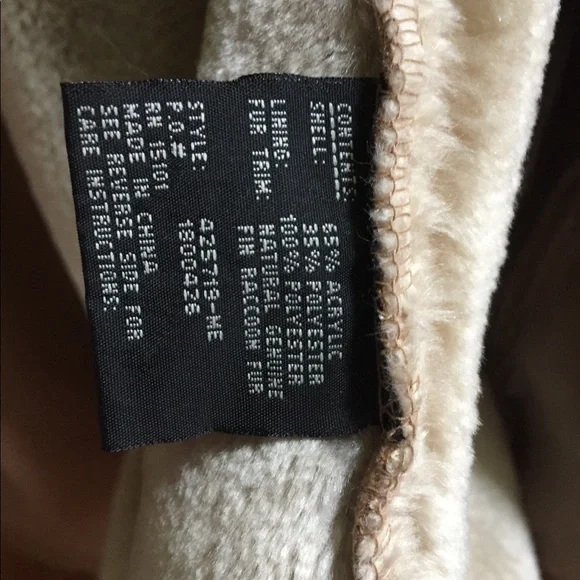 CONTENTS:
SHELL: 65% ACRYLIC
35% POLYESTER
LINING: 100% POLYESTER
FUR TRIM: NATURAL GENUINE
FIN RACCOON FUR
STYLE: 425719-ME
P.O# 1800426
RN 15101
MADE IN CHINA
SEE REVERSE SIDE FOR
CARE INSTRUCTIONS: